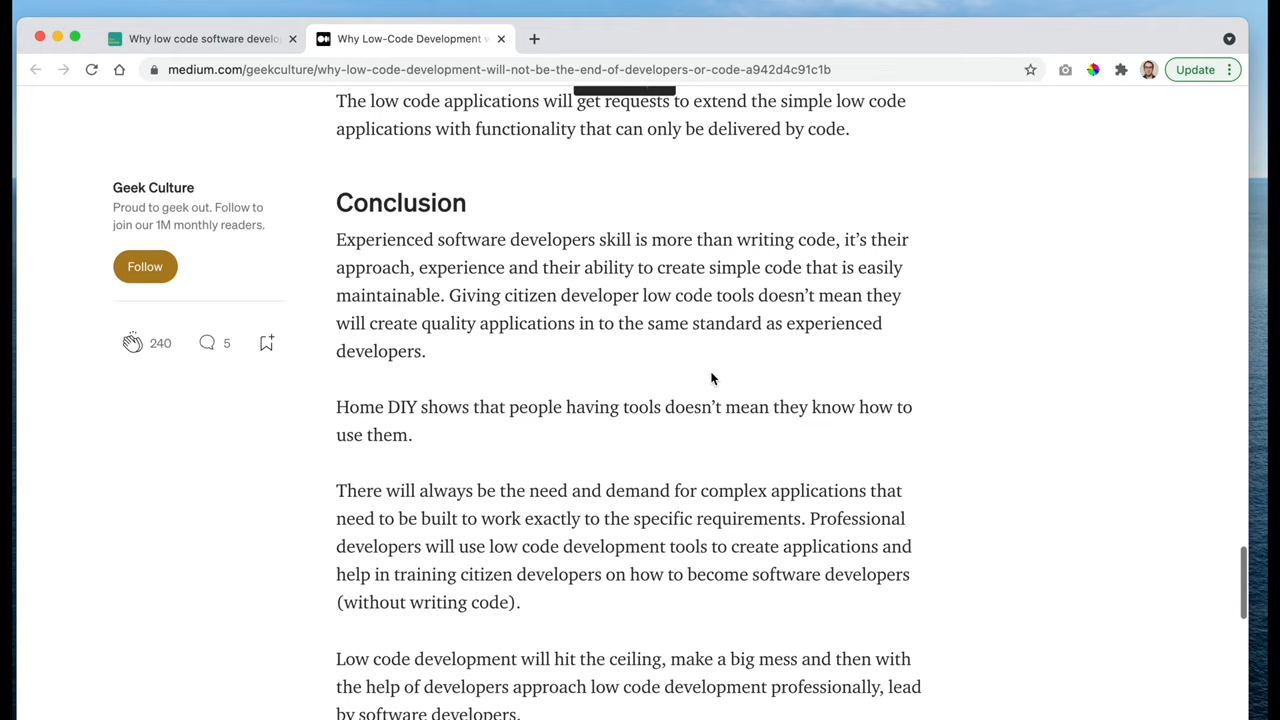 Why low code software develo
Why Low-Code Development w
medium.com/geekculture/why-low-code-development-will-not-be-the-end-of-developers-or-code-a942d4c91c1b
Update
The low code applications will get requests to extend the simple low code
applications with functionality that can only be delivered by code.
Geek Culture
Proud to geek out. Follow to
join our 1M monthly readers.
Follow
240
5
Conclusion
Experienced software developers skill is more than writing code, it’s their
approach, experience and their ability to create simple code that is easily
maintainable. Giving citizen developer low code tools doesn’t mean they
will create quality applications in to the same standard as experienced
developers.
Home DIY shows that people having tools doesn’t mean they know how to
use them.
There will always be the need and demand for complex applications that
need to be built to work exactly to the specific requirement. Professional
developers will use low code development tools to create applications and
help in training citizen developers on how to become software developers
(without writing code).
Low code development will be the can be valuable to businesses when with
the help of developers approach low code development professionally, lead
by developers.